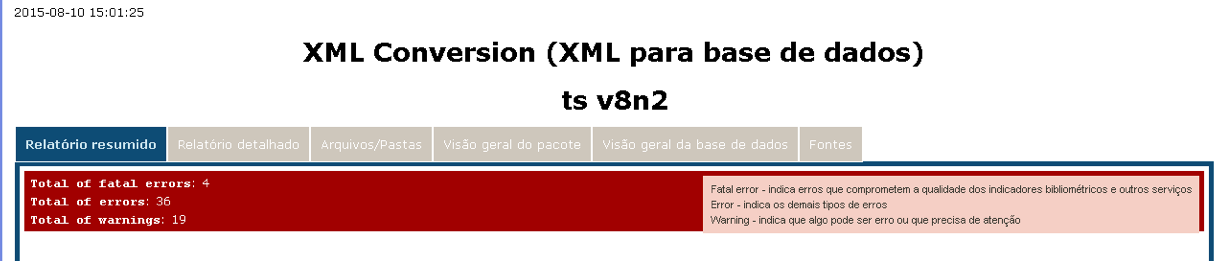 2015-08-10 15:01:25
XML Conversion (XML para base de dados)
ts v8n2
Relatório resumido Relatório detalhado Arquivos/Pastas Visão geral do pacote Visão geral da base de dados Fontes
Total of fatal errors: 4
Total of errors: 36
Total of warnings: 19
Fatal error - indica erros que comprometem a qualidade dos indicadores bibliométricos e outros serviços
Error - indica os demais tipos de erros
Warning - indica que algo pode ser erro ou que precisa de atenção